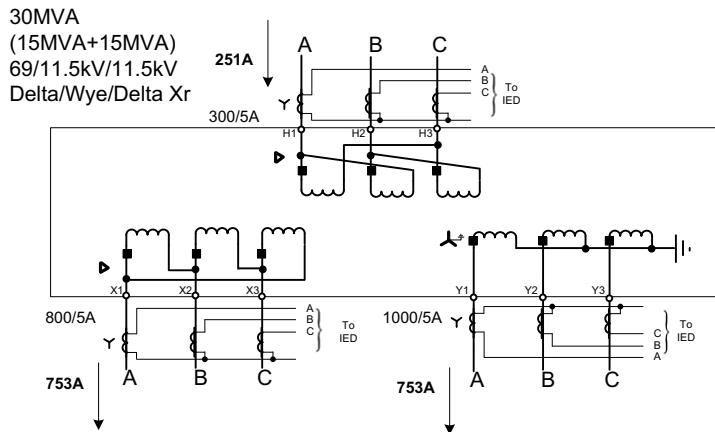 30MVA
(15MVA+15MVA)
69/11.5kV/11.5kV
Delta/Wye/Delta Xr
A
B
C
251A
A
B
C
To
IED
300/5A
H1
H2
H3
X1
X2
X3
Y1
Y2
Y3
800/5A
A
B
C
To
IED
1000/5A
C
B
A
To
IED
753A
A
B
C
753A
A
B
C